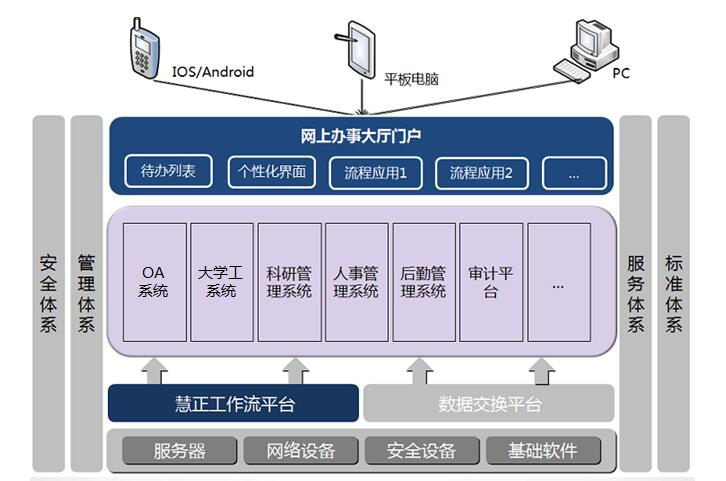 IOS/Android
平板电脑
PC
网上办事大厅门户
待办列表
个性化界面
流程应用1
流程应用2
...
安全体系
管理体系
OA
系统
大学工
系统
科研管
理系统
人事管
理系统
后勤管
理系统
审计平
台
...
服务体系
标准体系
慧正工作流平台
数据交换平台
服务器
网络设备
安全设备
基础软件